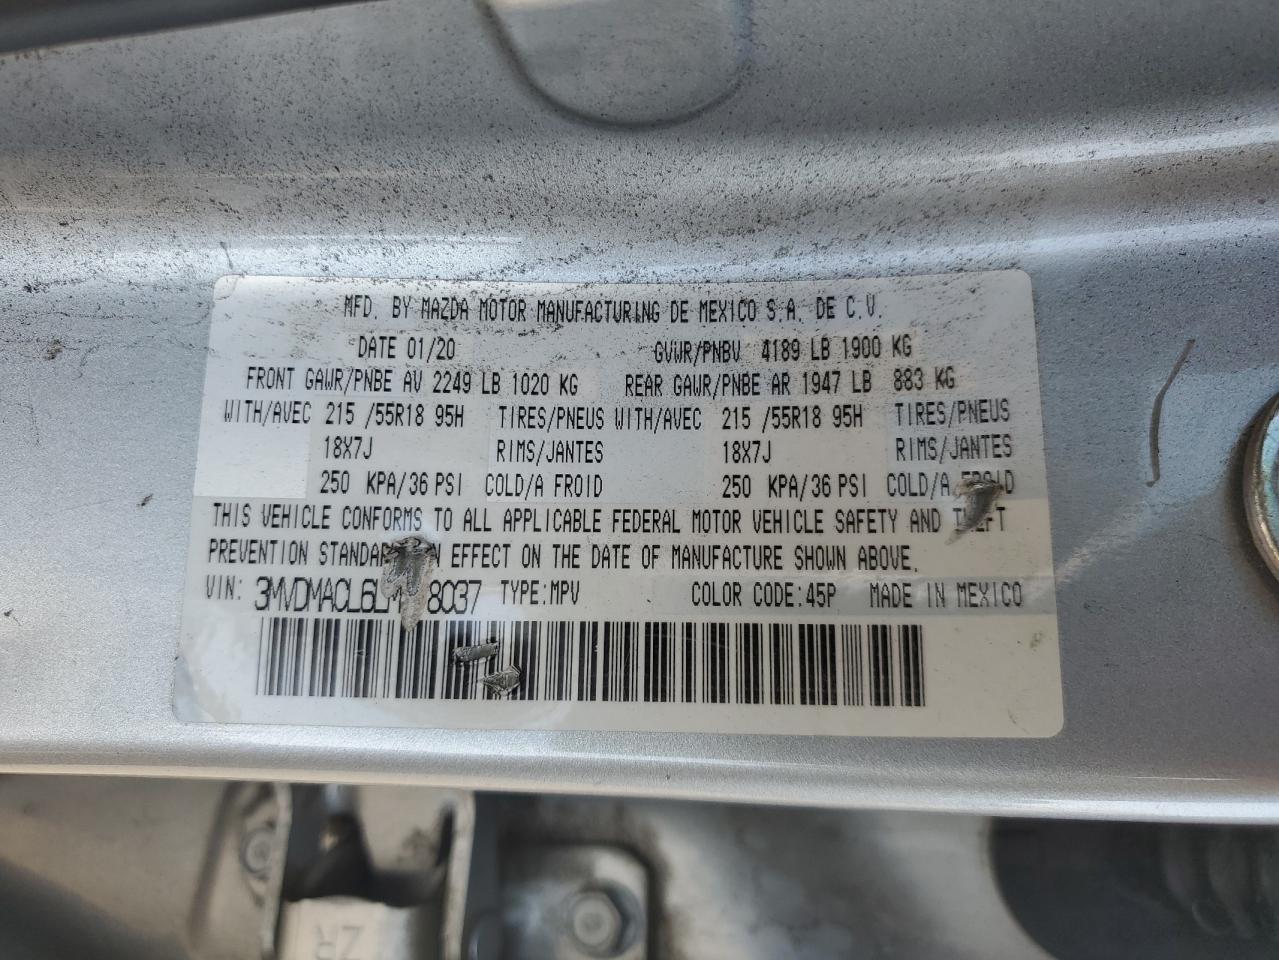 MFD. BY MAZDA MOTOR MANUFACTURING DE MEXICO S.A. DE C.V.
DATE 01/20 GVWR/PNBV 4189 LB 1900 KG
FRONT GAWR/PNBE AV 2249 LB 1020 KG REAR GAWR/PNBE AR 1947 LB 883 KG
WITH/AVEC 215 /55R18 95H TIRES/PNEUS WITH/AVEC 215 /55R18 95H TIRES/PNEUS
18X7J RIMS/JANTES 18X7J RIMS/JANTES
250 KPA/36 PSI COLD/A FROID 250 KPA/36 PSI COLD/A FROID
THIS VEHICLE CONFORMS TO ALL APPLICABLE FEDERAL MOTOR VEHICLE SAFETY AND THEFT
PREVENTION EFFECT ON THE DATE OF MANUFACTURE SHOWN ABOVE.
VIN: 8037 TYPE:MPV COLOR CODE:45P MADE IN MEXICO
ZR